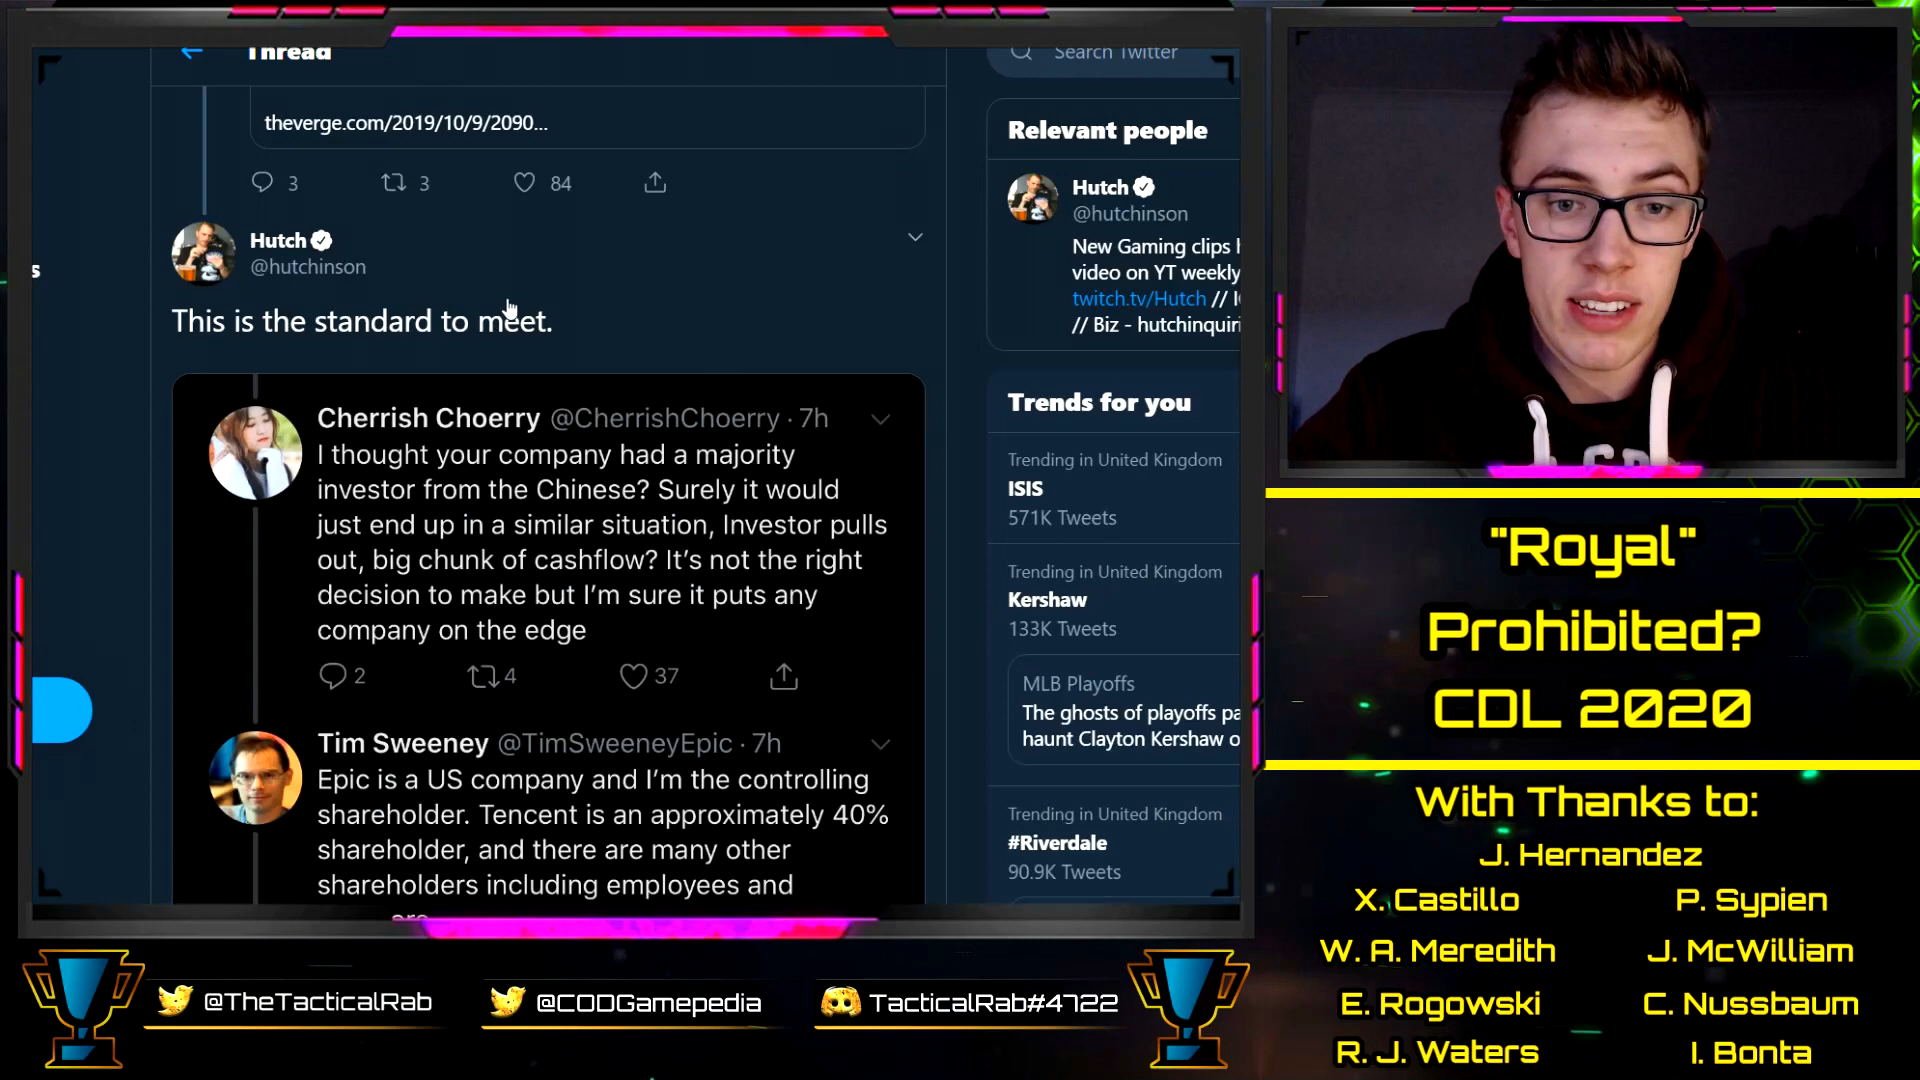 Thread
Search Twitter
theverge.com/2019/10/9/2090...
3
3
84
s
Hutch
@hutchinson
This is the standard to meet.
Cherrish Choerry @CherrishChoerry · 7h
I thought your company had a majority
investor from the Chinese? Surely it would
just end up in a similar situation, Investor pulls
out, big chunk of cashflow? It's not the right
decision to make but I'm sure it puts any
company on the edge
2
4
37
Tim Sweeney @TimSweeneyEpic · 7h
Epic is a US company and I'm the controlling
shareholder. Tencent is an approximately 40%
shareholder, and there are many other
shareholders including employees and
Relevant people
Hutch
@hutchinson
New Gaming clips
video on YT weekly
twitch.tv/Hutch //
// Biz - hutchinquiri
Trends for you
Trending in United Kingdom
ISIS
571K Tweets
Trending in United Kingdom
Kershaw
133K Tweets
MLB Playoffs
The ghosts of playoffs pa
haunt Clayton Kershaw o
Trending in United Kingdom
#Riverdale
90.9K Tweets
"Royal"
Prohibited?
CDL 2020
With Thanks to:
J. Hernandez
X. Castillo
P. Sypien
W. A. Meredith
J. McWilliam
E. Rogowski
C. Nussbaum
R. J. Waters
I. Bonta
@TheTacticalRab
@CODGamepedia
TacticalRab#4722